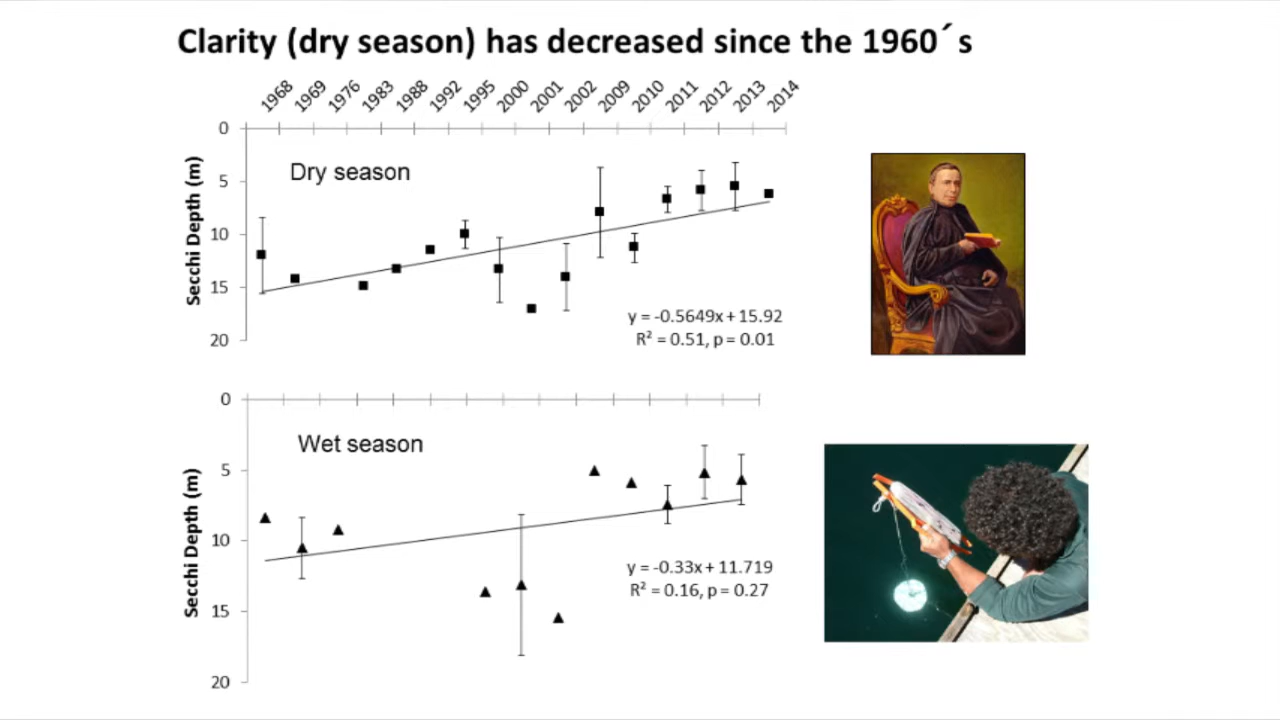 Clarity (dry season) has decreased since the 1960´s
1968 1969 1976 1983 1988 1992 1995 2000 2001 2002 2009 2010 2011 2012 2013 2014
0
5
10
15
20
Secchi Depth (m)
Dry season
y = -0.5649x + 15.92
R² = 0.51, p = 0.01
0
5
10
15
20
Secchi Depth (m)
Wet season
y = -0.33x + 11.719
R² = 0.16, p = 0.27